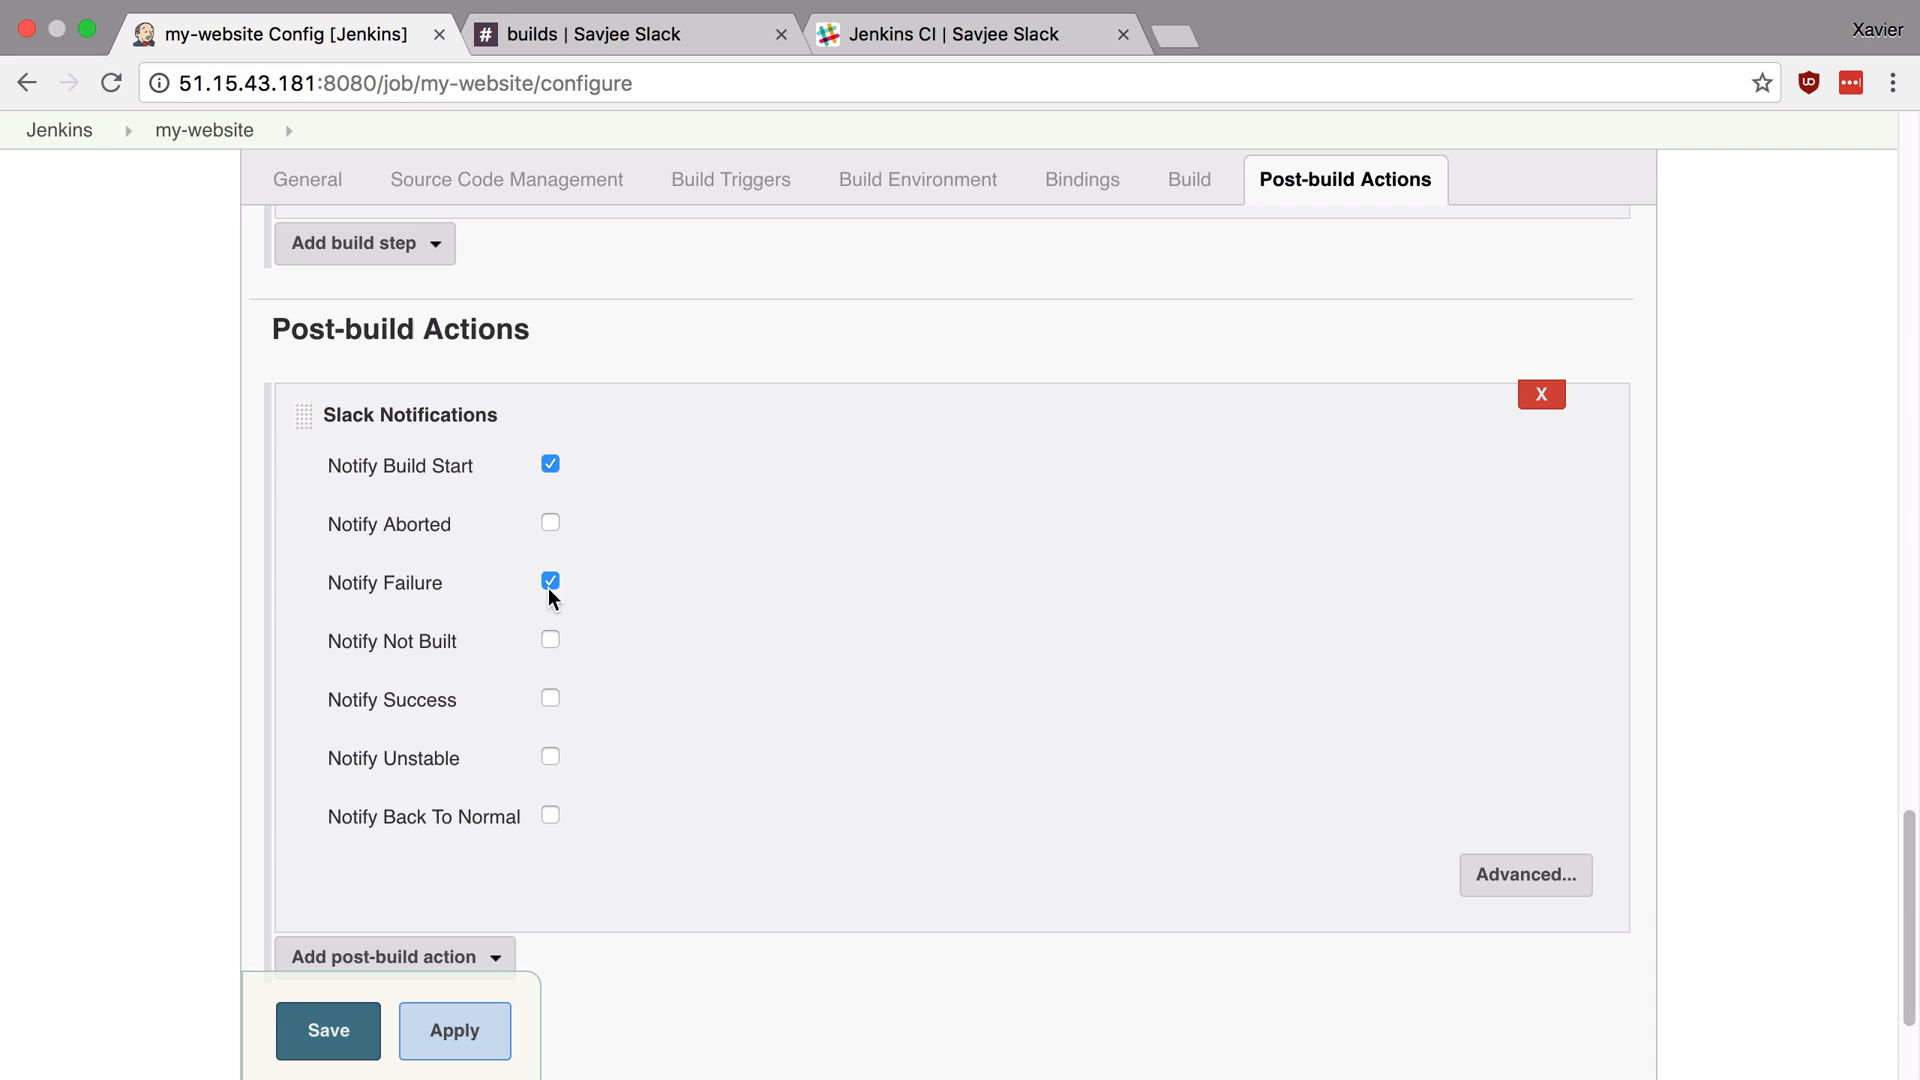 my-website Config [Jenkins]
builds | Savjee Slack
Jenkins CI | Savjee Slack
Xavier
51.15.43.181:8080/job/my-website/configure
Jenkins
my-website
General
Source Code Management
Build Triggers
Build Environment
Bindings
Build
Post-build Actions
Add build step
Post-build Actions
X
Slack Notifications
Notify Build Start
Notify Aborted
Notify Failure
Notify Not Built
Notify Success
Notify Unstable
Notify Back To Normal
Advanced...
Add post-build action
Save
Apply